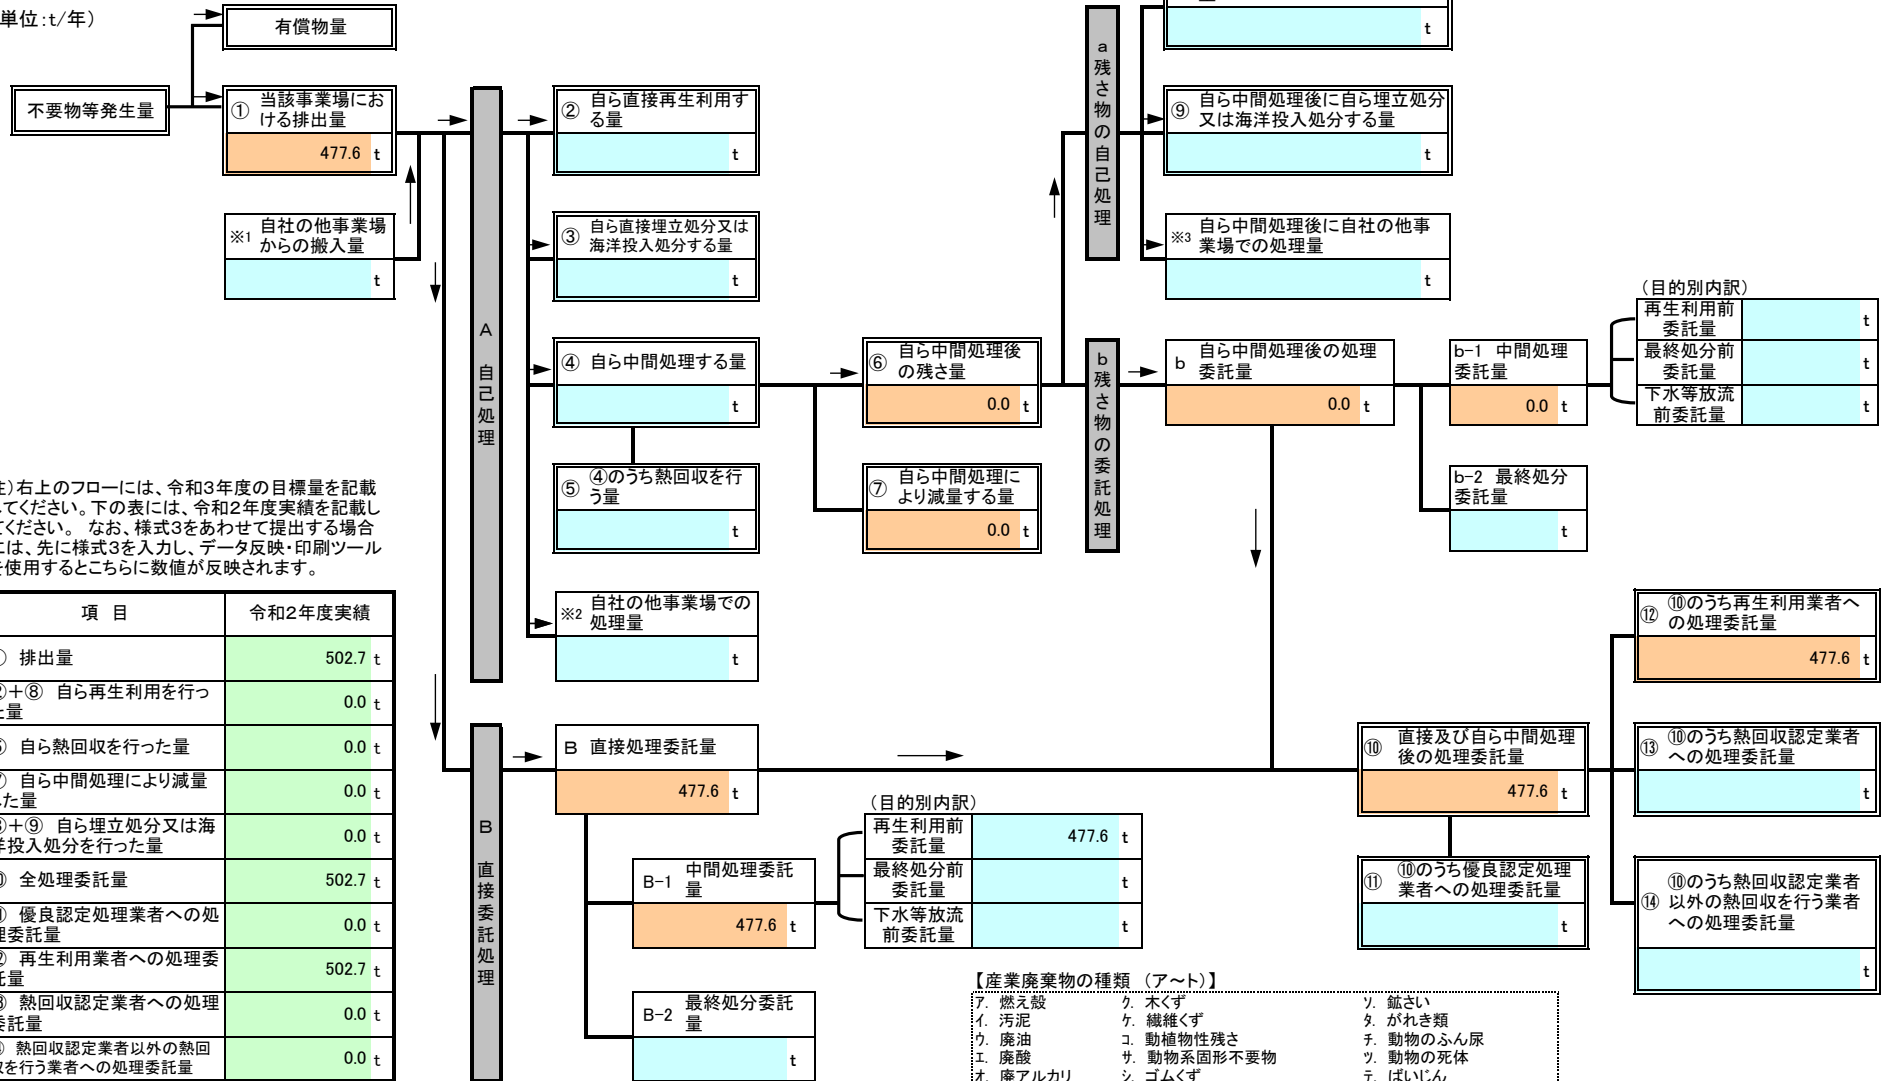 単位:t/年）
有償物量
不要物等発生量
① 当該事業場にお
ける排出量
477.6 t
※1 自社の他事業場
からの搬入量
t
A 自己処理
② 自ら直接再生利用す
る量
t
③ 自ら直接埋立処分又は
海洋投入処分する量
t
④ 自ら中間処理する量
t
⑤ ④のうち熱回収を行
う量
t
※2 自社の他事業場での
処理量
t
⑥ 自ら中間処理後
の残さ量
0.0 t
⑦ 自ら中間処理に
より減量する量
0.0 t
a 残さ物の自己処理
t
⑨ 自ら中間処理後に自ら埋立処分
又は海洋投入処分する量
t
※3 自ら中間処理後に自社の他事
業場での処理量
t
b 残さ物の委託処理
b 自ら中間処理後の処理
委託量
0.0 t
b-1 中間処理
委託量
0.0 t
b-2 最終処分
委託量
t
（目的別内訳）
再生利用前
委託量 t
最終処分前
委託量 t
下水等放流
前委託量 t
注）右上のフローには、令和3年度の目標量を記載
してください。下の表には、令和2年度実績を記載し
てください。 なお、様式3をあわせて提出する場合
には、先に様式3を入力し、データ反映・印刷ツール
を使用するとこちらに数値が反映されます。
項 目 令和2年度実績
① 排出量 502.7 t
②＋⑧ 自ら再生利用を行っ
た量 0.0 t
⑤ 自ら熱回収を行った量 0.0 t
⑦ 自ら中間処理により減量
した量 0.0 t
③＋⑨ 自ら埋立処分又は海
洋投入処分を行った量 0.0 t
⑩ 全処理委託量 502.7 t
⑪ 優良認定処理業者への処
理委託量 0.0 t
⑫ 再生利用業者への処理委
託量 502.7 t
⑬ 熱回収認定業者への処理
委託量 0.0 t
⑭ 熱回収認定業者以外の熱回
収を行う業者への処理委託量 0.0 t
B 直接委託処理
B 直接処理委託量
477.6 t
B-1 中間処理委託
量
477.6 t
B-2 最終処分委託
量
t
（目的別内訳）
再生利用前
委託量 477.6 t
最終処分前
委託量 t
下水等放流
前委託量 t
⑩ 直接及び自ら中間処理
後の処理委託量
477.6 t
⑪ ⑩のうち優良認定処理
業者への処理委託量
t
⑫ ⑩のうち再生利用業者へ
の処理委託量
477.6 t
⑬ ⑩のうち熱回収認定業者
への処理委託量
t
⑭ ⑩のうち熱回収認定業者
以外の熱回収を行う業者
への処理委託量
t
【産業廃棄物の種類 （ア～ト）】
ア. 燃え殻 ク. 木くず ソ. 鉱さい
イ. 汚泥 ケ. 繊維くず タ. がれき類
ウ. 廃油 コ. 動植物性残さ チ. 動物のふん尿
エ. 廃酸 サ. 動物系固形不要物 ツ. 動物の死体
オ. 廃アルカリ シ. ゴムくず テ. ばいじん